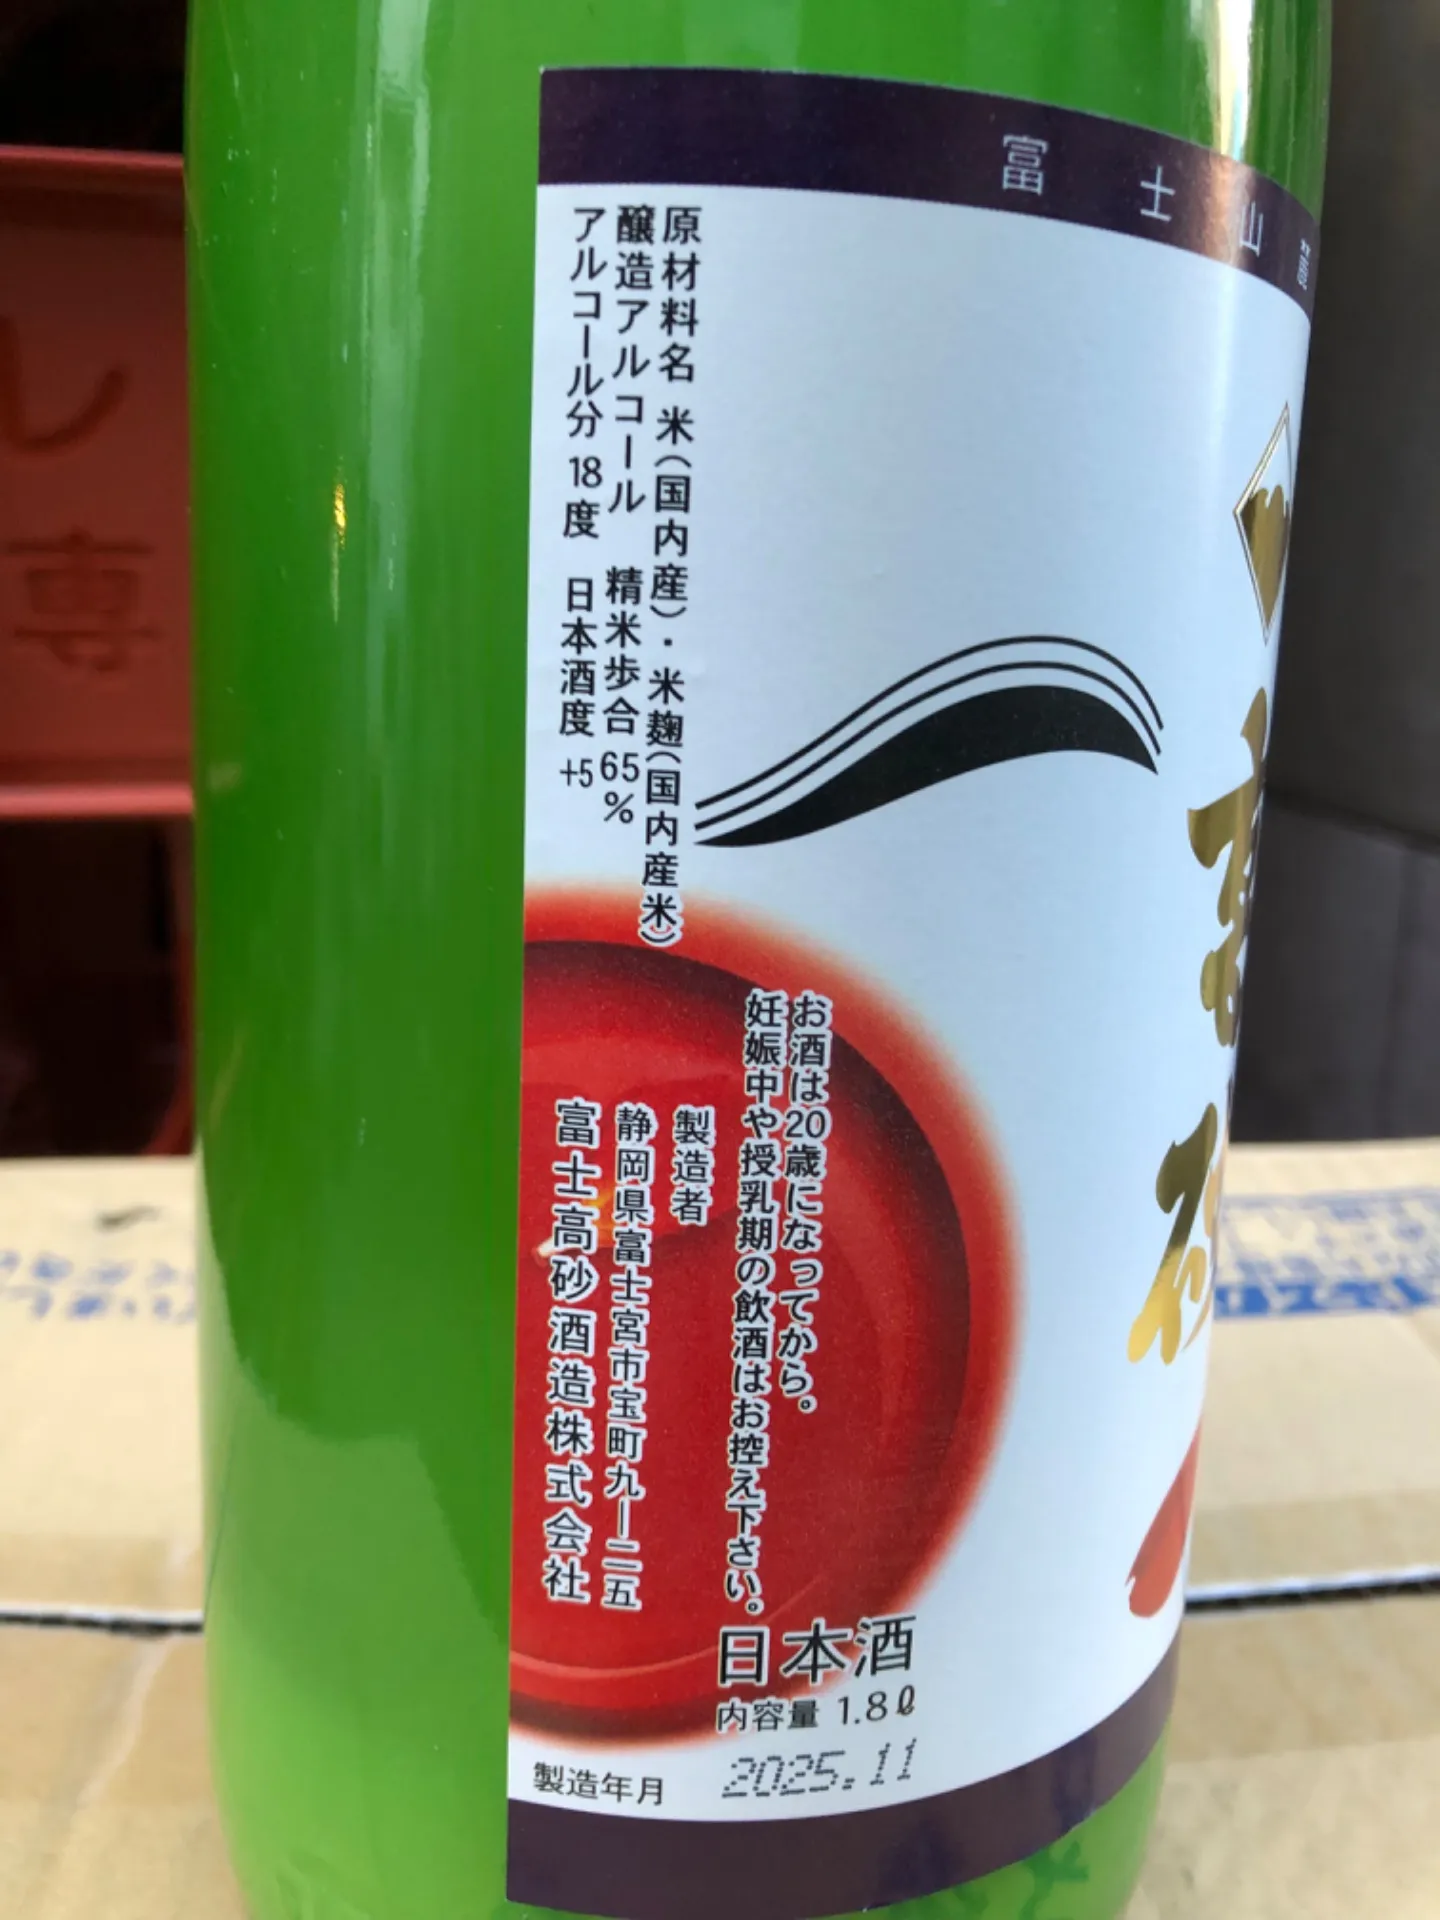 富士山
原材料名 米(国内産)・米麹(国内産米)
醸造アルコール 精米歩合 65%
アルコール分 18度 日本酒度 +5
お酒は20歳になってから。
妊娠中や授乳期の飲酒はお控え下さい。
製造者
静岡県富士宮市宝町九ー二五
富士高砂酒造株式会社
日本酒
内容量 1.8ℓ
製造年月 2025.11
し
専